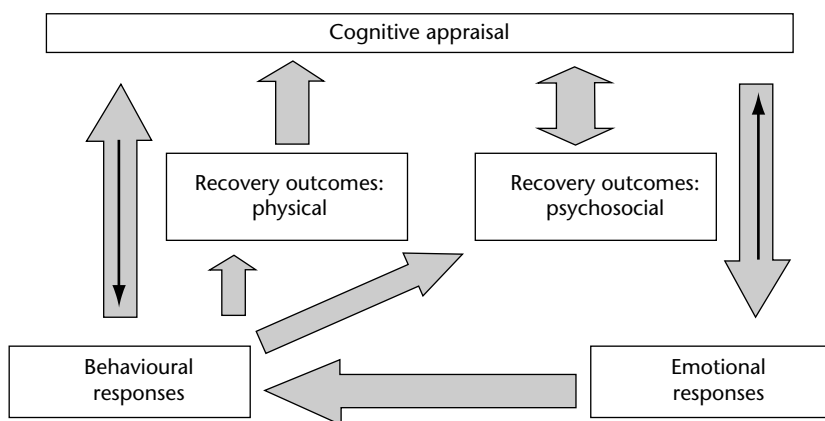 Cognitive appraisal
Recovery outcomes:
physical
Recovery outcomes:
psychosocial
Behavioural
responses
Emotional
responses